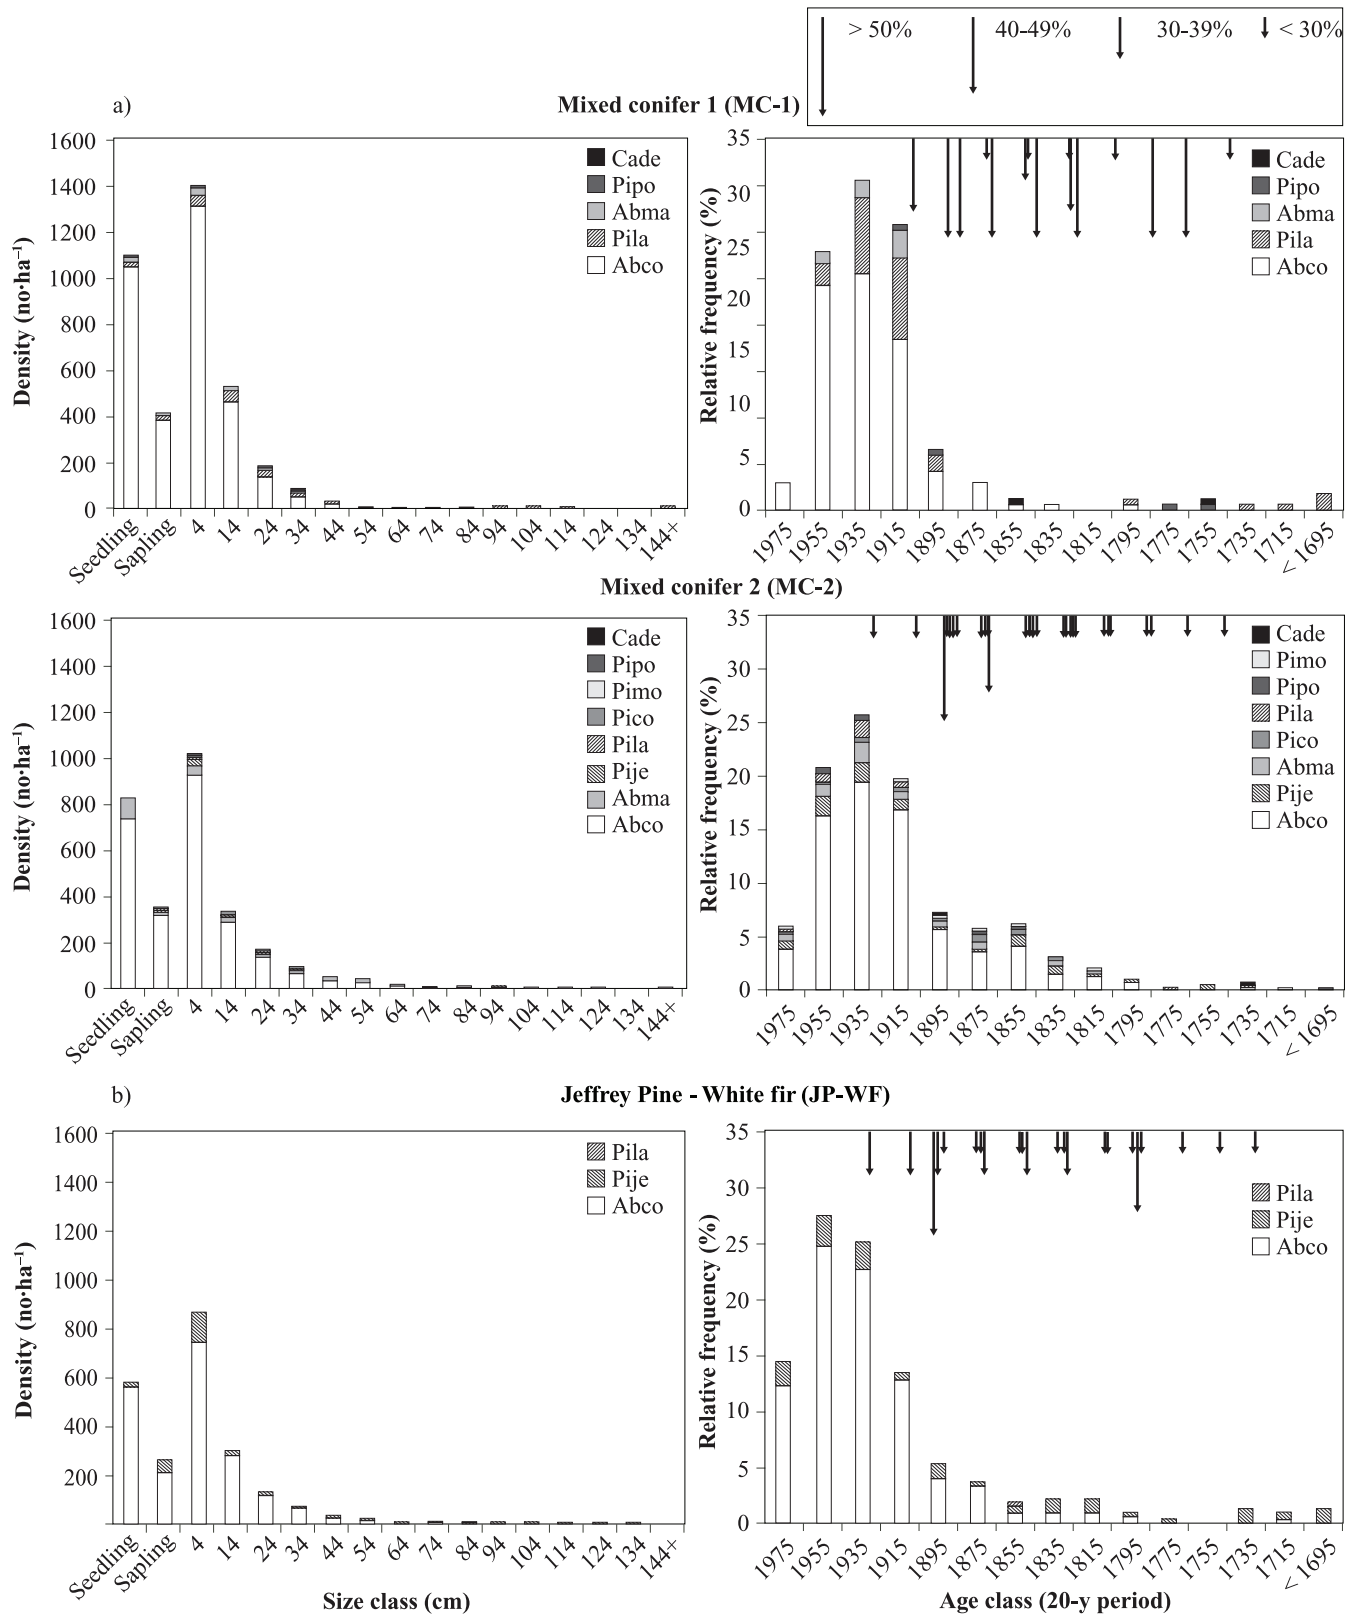 > 50% 40-49% 30-39% < 30%
a)
Mixed conifer 1 (MC-1)
Density (no·ha⁻¹)
1600
1400
1200
1000
800
600
400
200
0
Cade
Pipo
Abma
Pila
Abco
Seedling Sapling 4 14 24 34 44 54 64 74 84 94 104 114 124 134 144+
Relative frequency (%)
35
30
25
20
15
10
5
0
Cade
Pipo
Abma
Pila
Abco
1975 1955 1935 1915 1895 1875 1855 1835 1815 1795 1775 1755 1735 1715 < 1695
Mixed conifer 2 (MC-2)
Density (no·ha⁻¹)
1600
1400
1200
1000
800
600
400
200
0
Cade
Pipo
Pimo
Pico
Pila
Pije
Abma
Abco
Seedling Sapling 4 14 24 34 44 54 64 74 84 94 104 114 124 134 144+
Relative frequency (%)
35
30
25
20
15
10
5
0
Cade
Pimo
Pipo
Pila
Pico
Abma
Pije
Abco
1975 1955 1935 1915 1895 1875 1855 1835 1815 1795 1775 1755 1735 1715 < 1695
b)
Jeffrey Pine - White fir (JP-WF)
Density (no·ha⁻¹)
1600
1400
1200
1000
800
600
400
200
Pila
Pije
Abco
Seedling Sapling 4 14 24 34 44 54 64 74 84 94 104 114 124 134 144+
Size class (cm)
Relative frequency (%)
35
30
25
20
15
10
5
0
Pila
Pije
Abco
1975 1955 1935 1915 1895 1875 1855 1835 1815 1795 1775 1755 1735 1715 < 1695
Age class (20-y period)